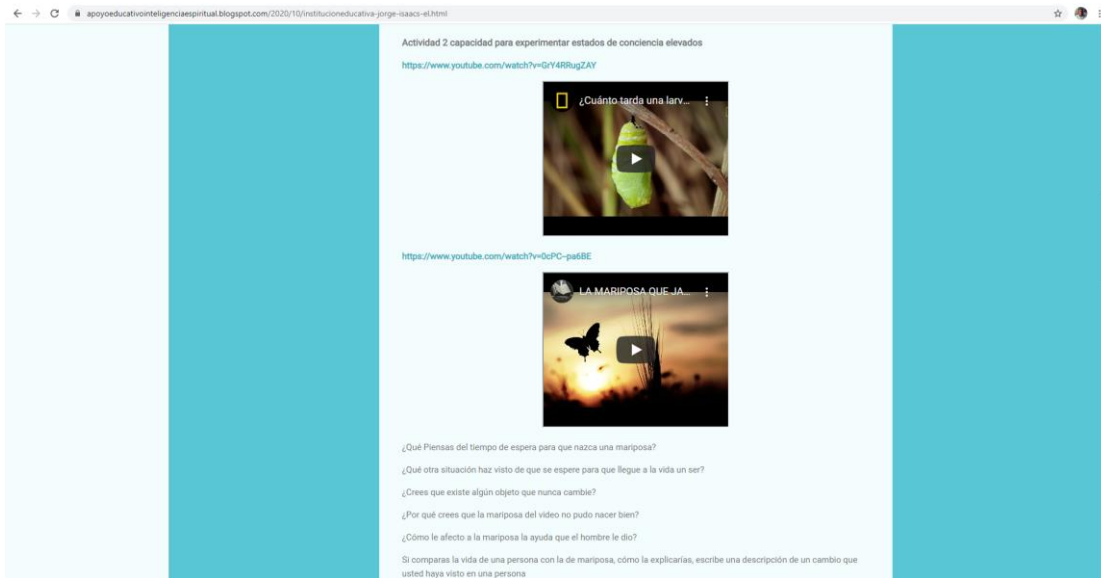 apoyoeducativointeligenciaespiritual.blogspot.com/2020/10/institucioneducativa-jorge-isaacs-el.html
Actividad 2 capacidad para experimentar estados de conciencia elevados
https://www.youtube.com/watch?v=GrY4RRugZAY
¿Cuánto tarda una larv...
https://www.youtube.com/watch?v=0cPC--pa6BE
LA MARIPOSA QUE JA...
¿Qué Piensas del tiempo de espera para que nazca una mariposa?
¿Qué otra situación haz visto de que se espere para que llegue a la vida un ser?
¿Crees que existe algún objeto que nunca cambie?
¿Por qué crees que la mariposa del video no pudo nacer bien?
¿Cómo le afecto a la mariposa la ayuda que el hombre le dio?
Si comparas la vida de una persona con la de mariposa, cómo la explicarías, escribe una descripción de un cambio que
usted haya visto en una persona